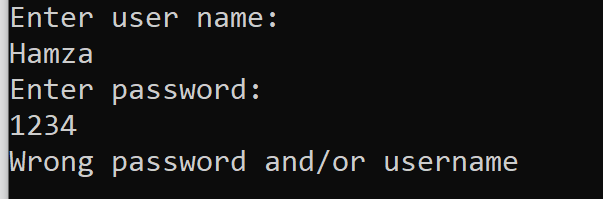 Enter user name:
Hamza
Enter password:
1234
Wrong password and/or username